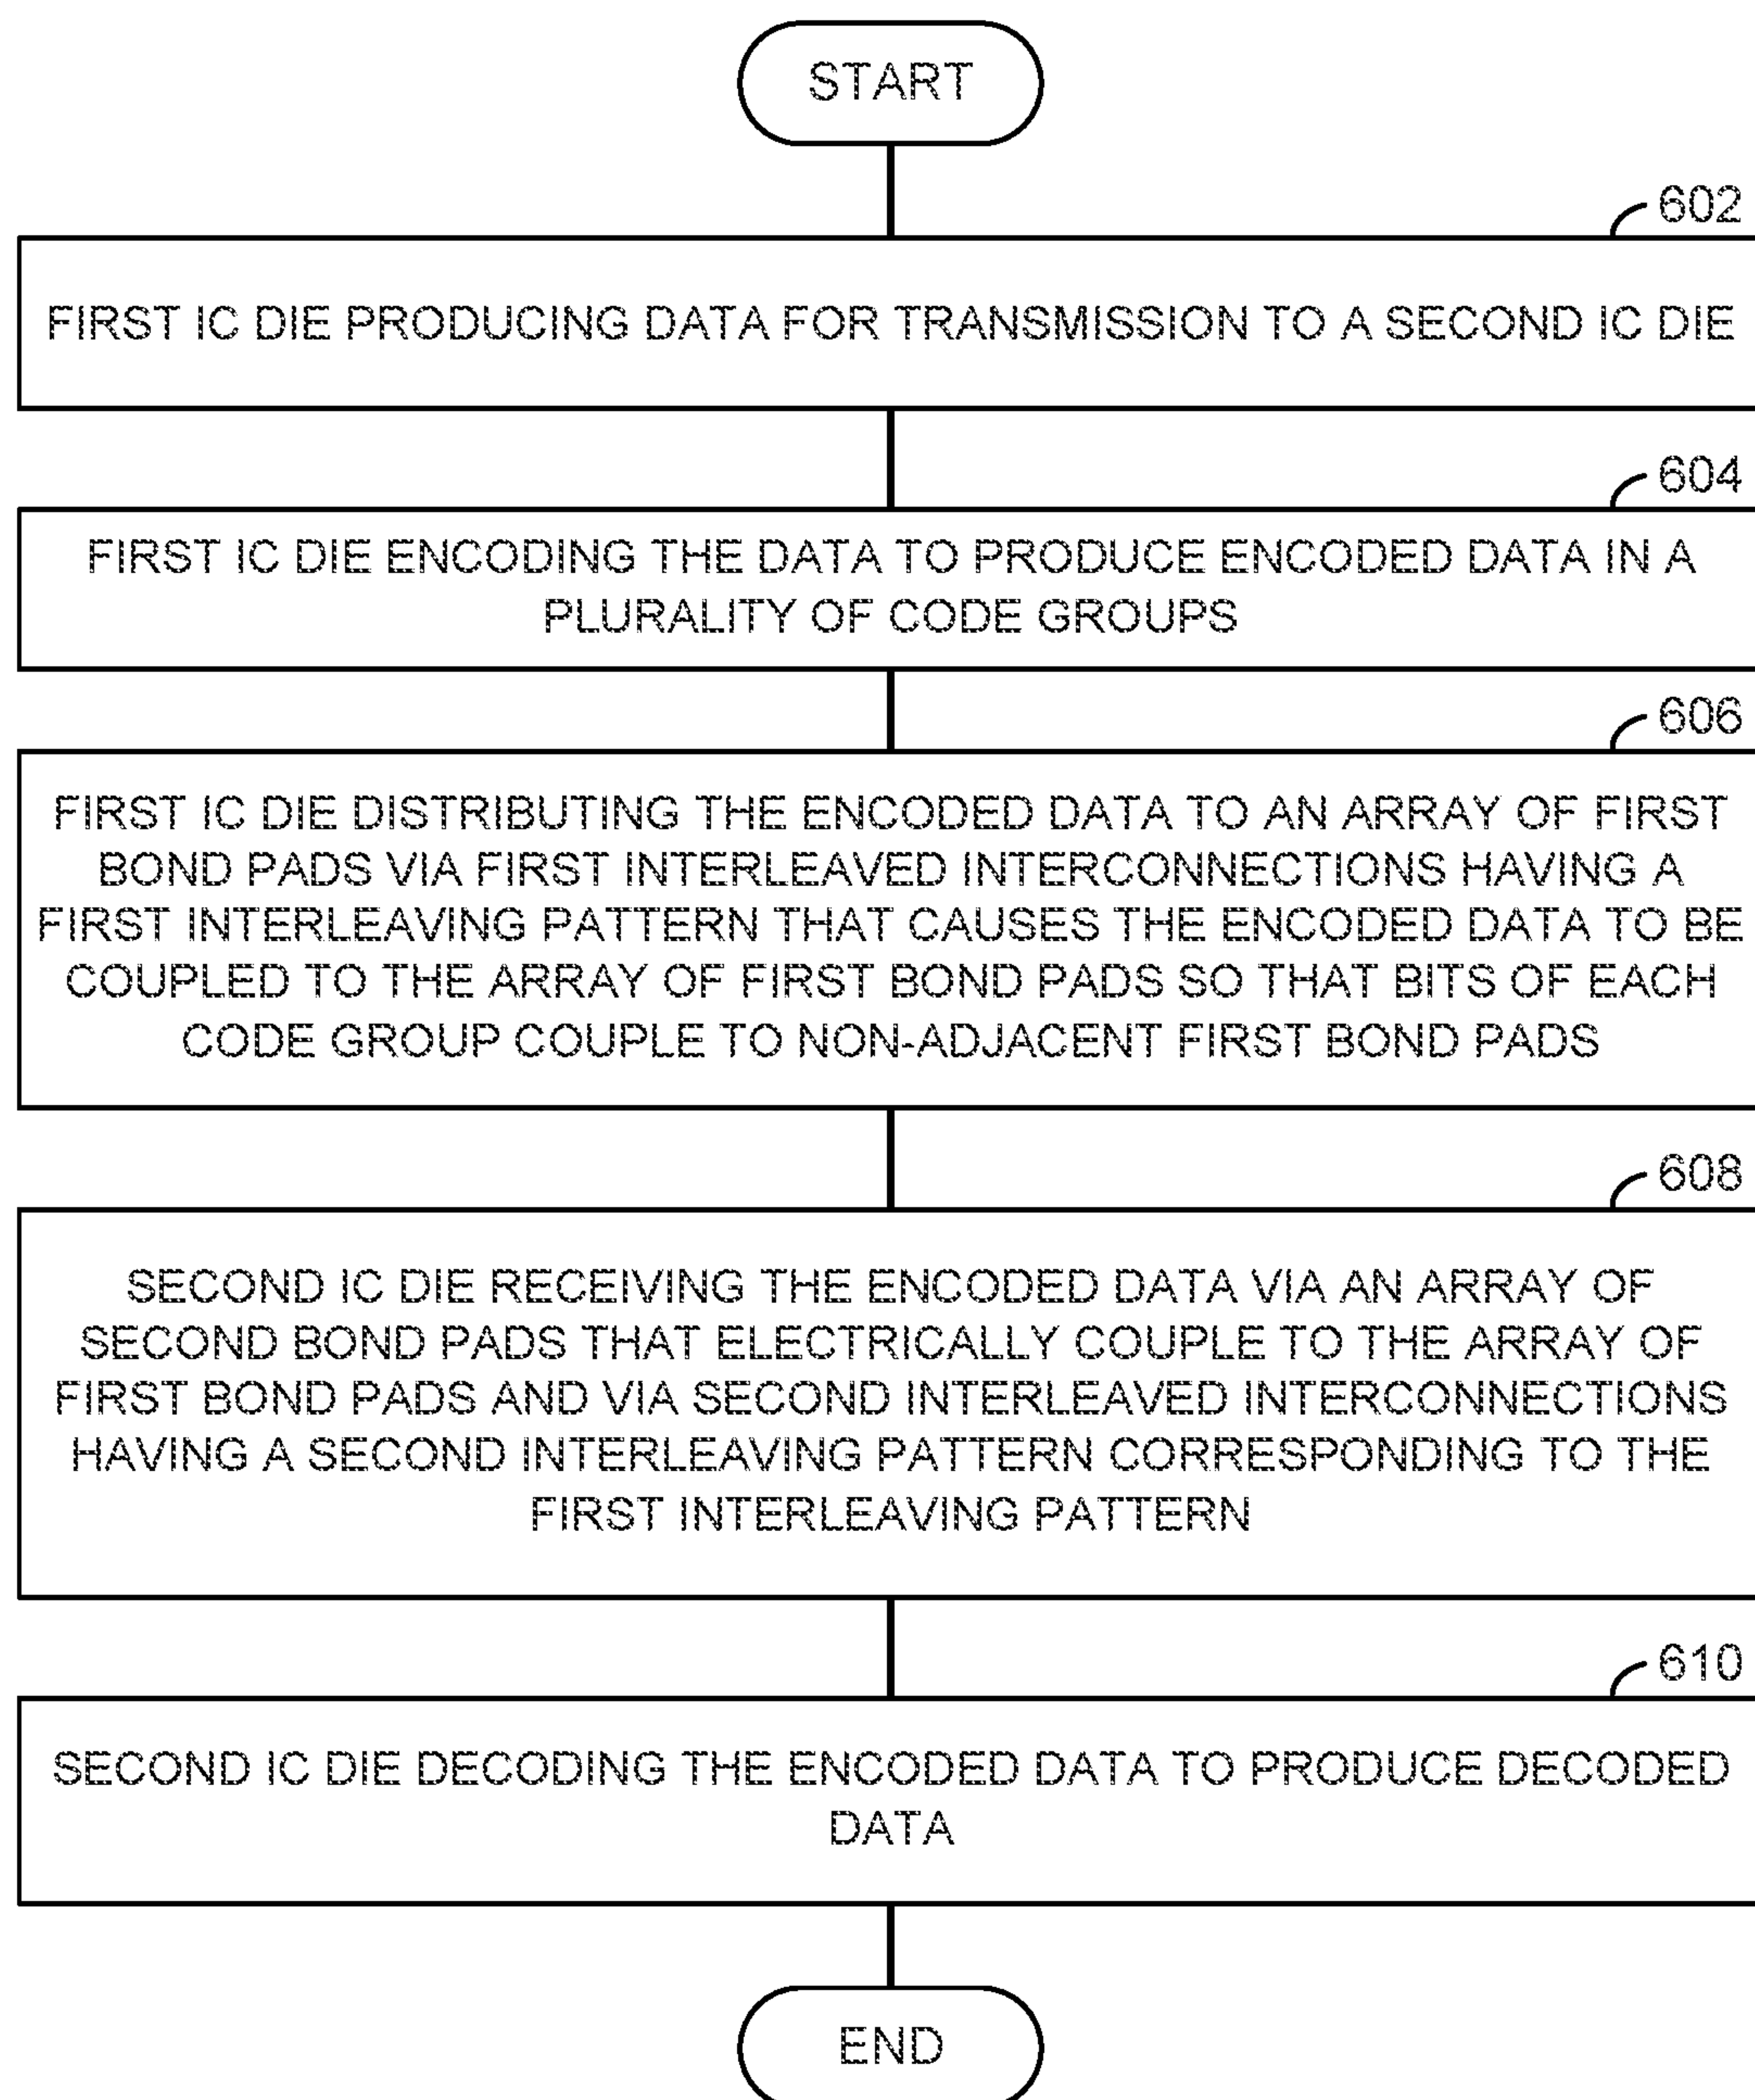 START
602
FIRST IC DIE PRODUCING DATA FOR TRANSMISSION TO A SECOND IC DIE
604
FIRST IC DIE ENCODING THE DATA TO PRODUCE ENCODED DATA IN A
PLURALITY OF CODE GROUPS
606
FIRST IC DIE DISTRIBUTING THE ENCODED DATA TO AN ARRAY OF FIRST
BOND PADS VIA FIRST INTERLEAVED INTERCONNECTIONS HAVING A
FIRST INTERLEAVING PATTERN THAT CAUSES THE ENCODED DATA TO BE
COUPLED TO THE ARRAY OF FIRST BOND PADS SO THAT BITS OF EACH
CODE GROUP COUPLE TO NON-ADJACENT FIRST BOND PADS
608
SECOND IC DIE RECEIVING THE ENCODED DATA VIA AN ARRAY OF
SECOND BOND PADS THAT ELECTRICALLY COUPLE TO THE ARRAY OF
FIRST BOND PADS AND VIA SECOND INTERLEAVED INTERCONNECTIONS
HAVING A SECOND INTERLEAVING PATTERN CORRESPONDING TO THE
FIRST INTERLEAVING PATTERN
610
SECOND IC DIE DECODING THE ENCODED DATA TO PRODUCE DECODED
DATA
END